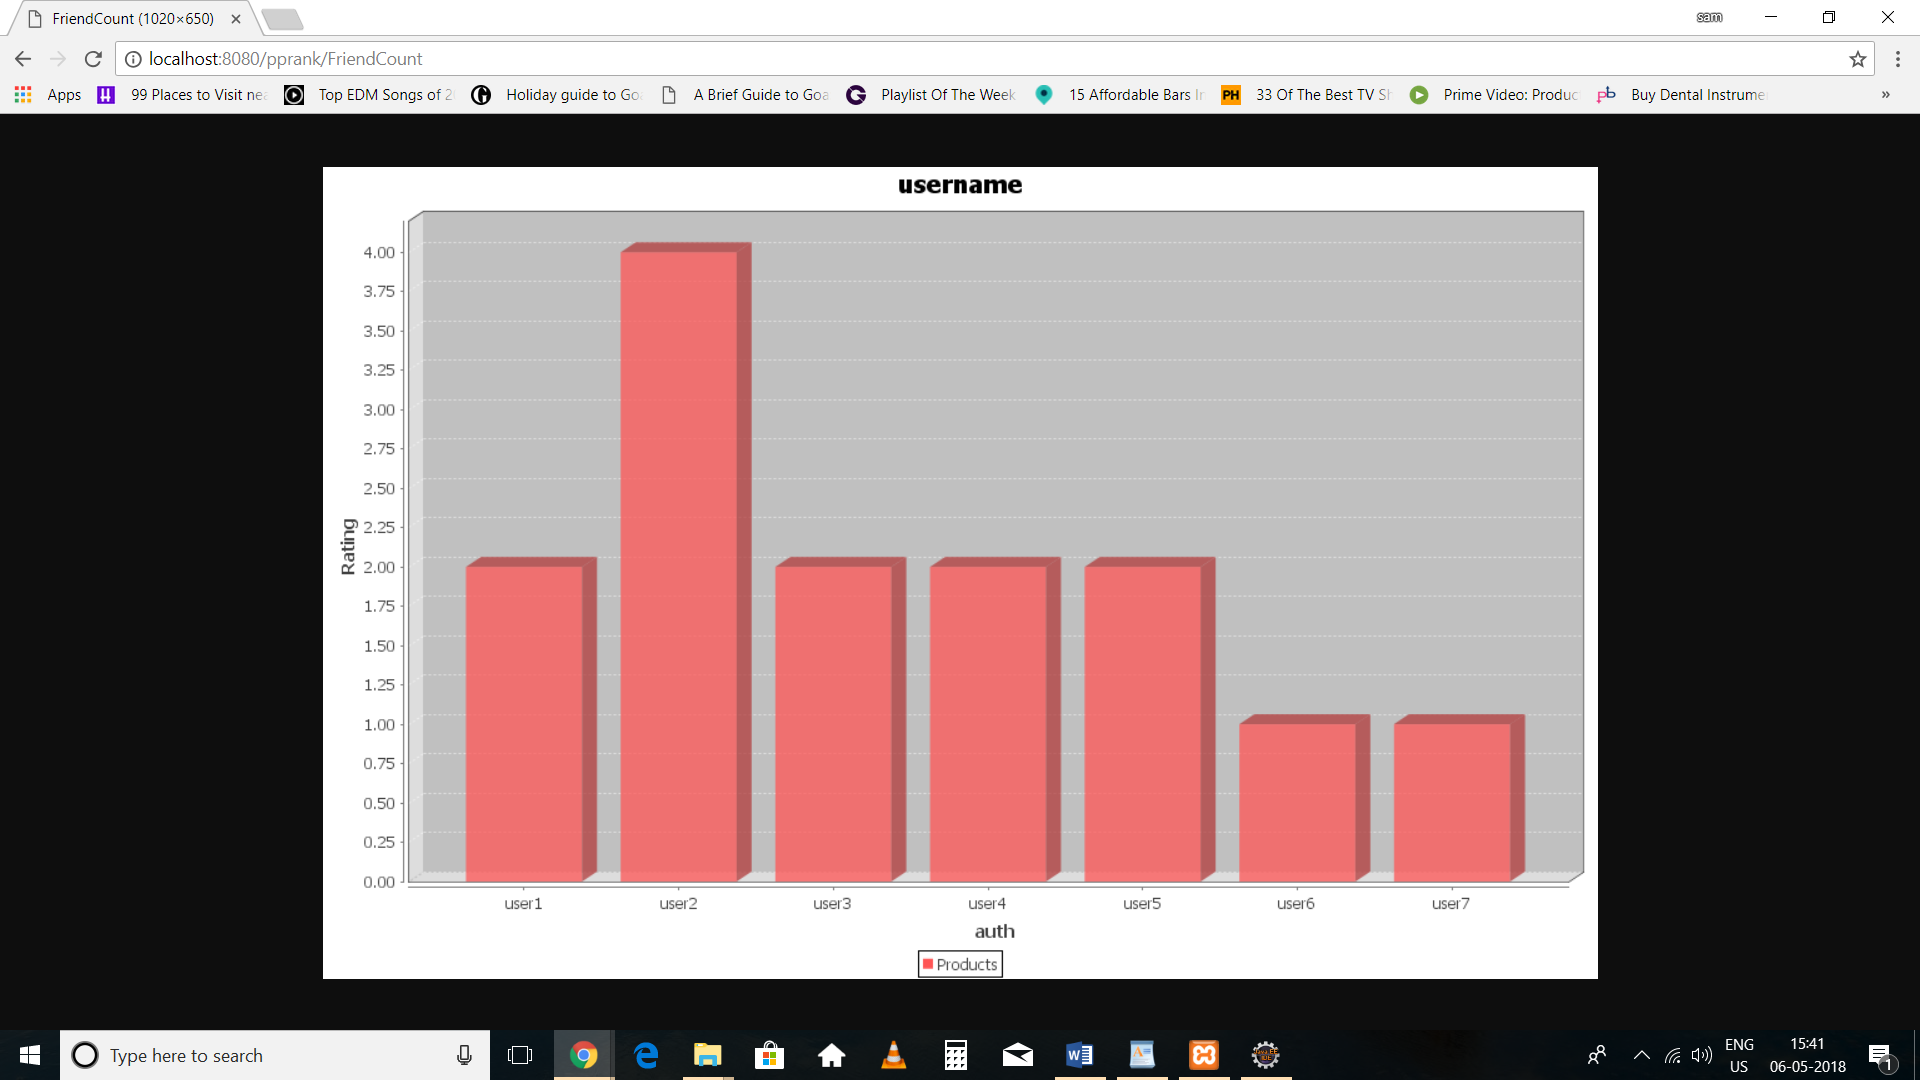 FriendCount (1020×650)
sam
localhost:8080/pprank/FriendCount
Apps
99 Places to Visit nea
Top EDM Songs of 2
Holiday guide to Go
A Brief Guide to Goa
Playlist Of The Week
15 Affordable Bars In
PH
33 Of The Best TV Sh
Prime Video: Produc
Buy Dental Instrume
»
username
4.00
3.75
3.50
3.25
3.00
2.75
2.50
2.25
2.00
1.75
1.50
1.25
1.00
0.75
0.50
0.25
0.00
Rating
user1 user2 user3 user4 user5 user6 user7
auth
Products
Type here to search
ENG
US
15:41
06-05-2018
1